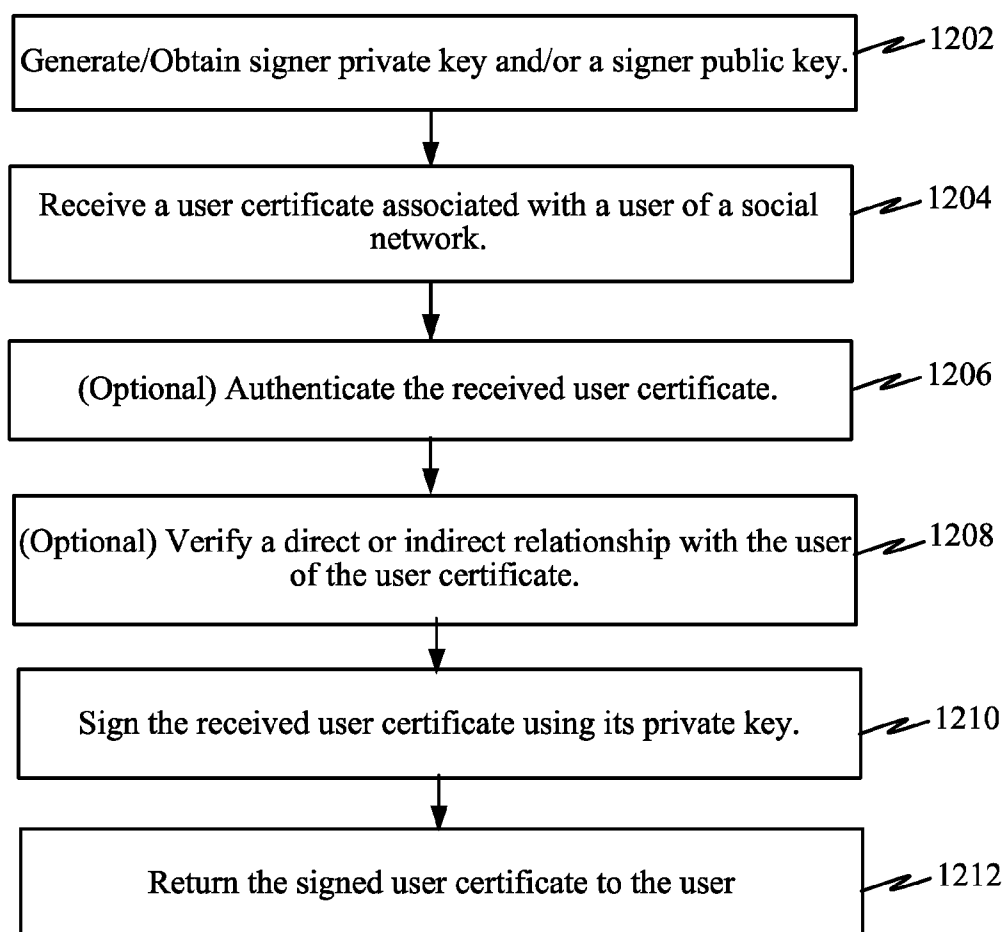 Generate/Obtain signer private key and/or a signer public key.
1202
Receive a user certificate associated with a user of a social
network.
1204
(Optional) Authenticate the received user certificate.
1206
(Optional) Verify a direct or indirect relationship with the user
of the user certificate.
1208
Sign the received user certificate using its private key.
1210
Return the signed user certificate to the user
1212